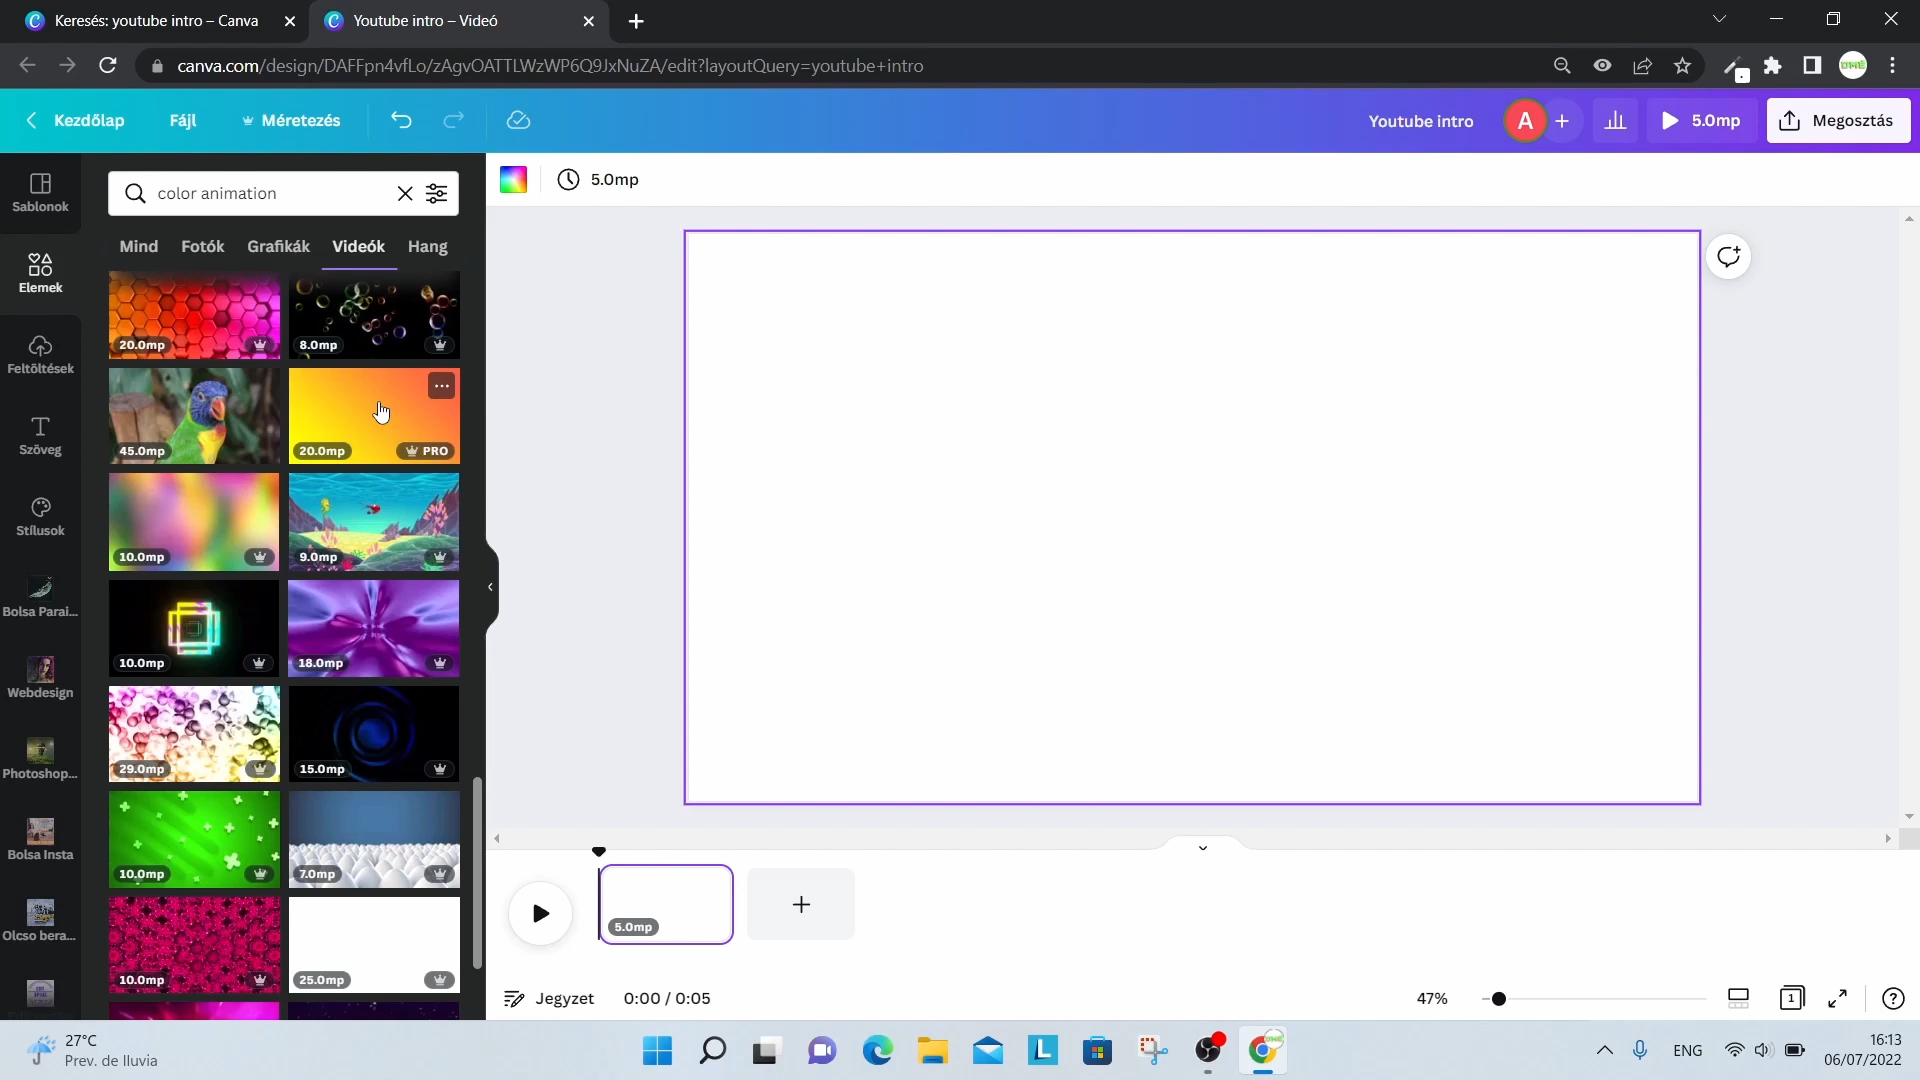 Keresés: youtube intro – Canva
Youtube intro – Videó
canva.com/design/DAFFpn4vfLo/zAgvOATTLWzWP6Q9JxNuZA/edit?layoutQuery=youtube+intro
Kezdőlap
Fájl
Méretezés
Youtube intro
A
5.0mp
Megosztás
Sablonok
Elemek
Feltöltések
Szöveg
Stílusok
Bolsa Parai...
Webdesign
Photoshop...
Bolsa Insta
Olcso bera...
color animation
Mind
Fotók
Grafikák
Videók
Hang
20.0mp
8.0mp
45.0mp
20.0mp
PRO
10.0mp
9.0mp
10.0mp
18.0mp
29.0mp
15.0mp
10.0mp
7.0mp
10.0mp
25.0mp
5.0mp
5.0mp
Jegyzet
0:00 / 0:05
47%
1
27°C
Prev. de lluvia
ENG
16:13
06/07/2022